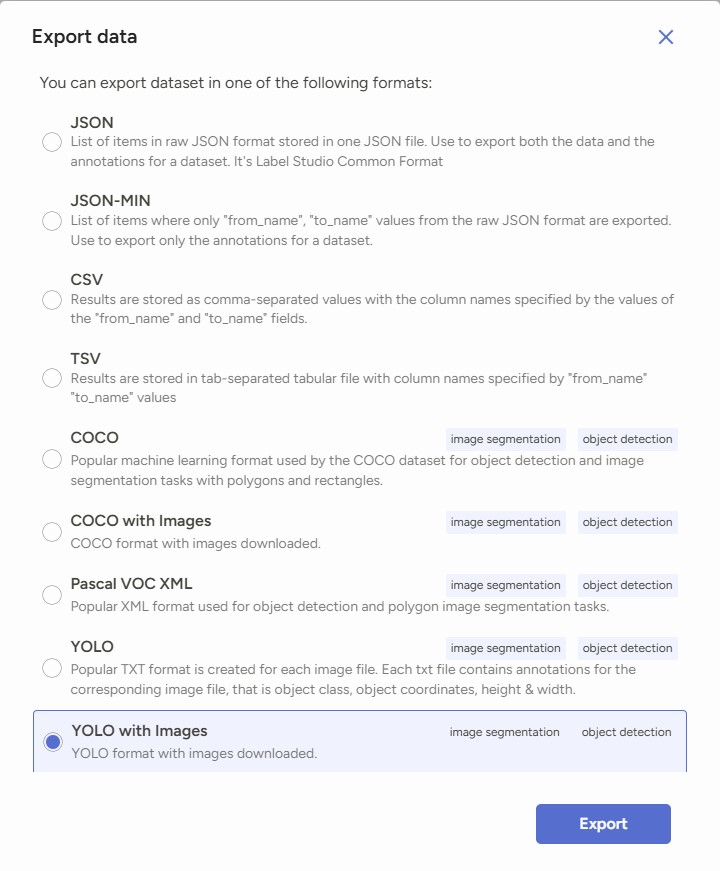 Export data
You can export dataset in one of the following formats:
JSON
List of items in raw JSON format stored in one JSON file. Use to export both the data and the
annotations for a dataset. It's Label Studio Common Format
JSON-MIN
List of items where only "from_name", "to_name" values from the raw JSON format are exported.
Use to export only the annotations for a dataset.
CSV
Results are stored as comma-separated values with the column names specified by the values of
the "from_name" and "to_name" fields.
TSV
Results are stored in tab-separated tabular file with column names specified by "from_name"
"to_name" values
COCO image segmentation object detection
Popular machine learning format used by the COCO dataset for object detection and image
segmentation tasks with polygons and rectangles.
COCO with Images image segmentation object detection
COCO format with images downloaded.
Pascal VOC XML image segmentation object detection
Popular XML format used for object detection and polygon image segmentation tasks.
YOLO image segmentation object detection
Popular TXT format is created for each image file. Each txt file contains annotations for the
corresponding image file, that is object class, object coordinates, height & width.
YOLO with Images image segmentation object detection
YOLO format with images downloaded.
Export